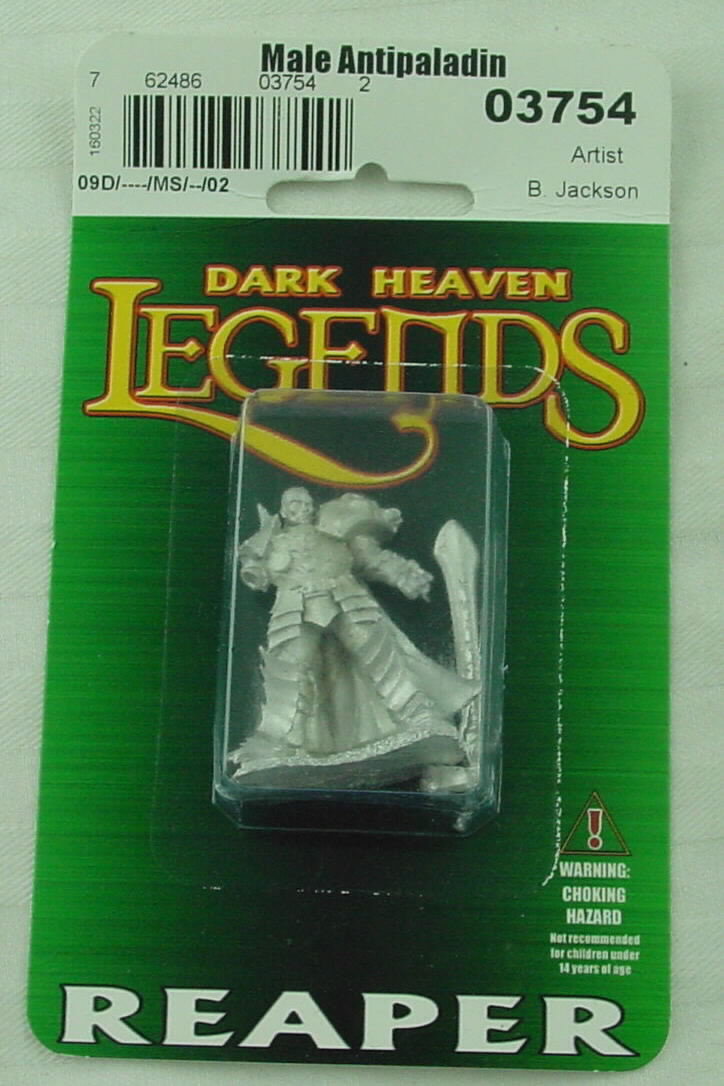 Male Antipaladin
7 62486 03754 2
03754
160322
Artist
09D/----/MS/--/02
B. Jackson
DARK HEAVEN
LEGENDS
WARNING:
CHOKING
HAZARD
Not recommended
for children under
14 years of age
REAPER